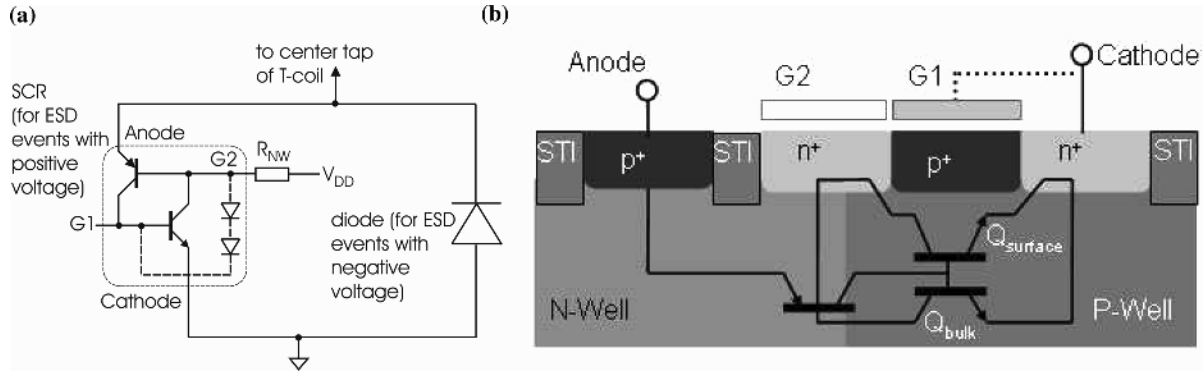 (a)
to center tap
of T-coil
SCR
(for ESD
events with
positive
voltage)
Anode
G2
R_NW
V_DD
G1
Cathode
diode (for ESD
events with
negative
voltage)
(b)
Anode
Cathode
G2
G1
STI
p+
STI
n+
p+
n+
STI
Q_surface
N-Well
P-Well
Q_bulk